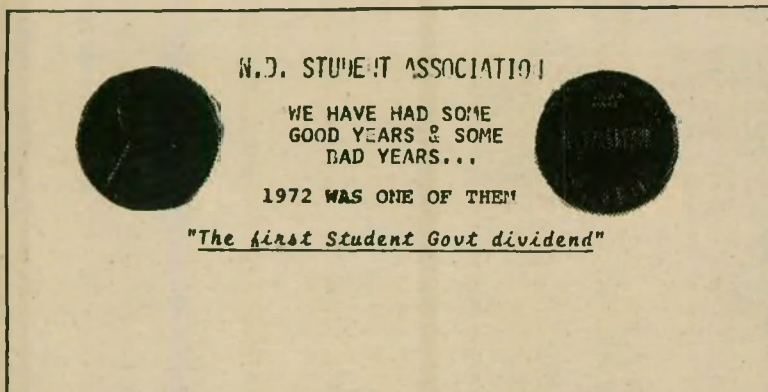 N.D. STUDENT ASSOCIATION
WE HAVE HAD SOME
GOOD YEARS & SOME
BAD YEARS...
1972 WAS ONE OF THEM
"The first Student Govt dividend"